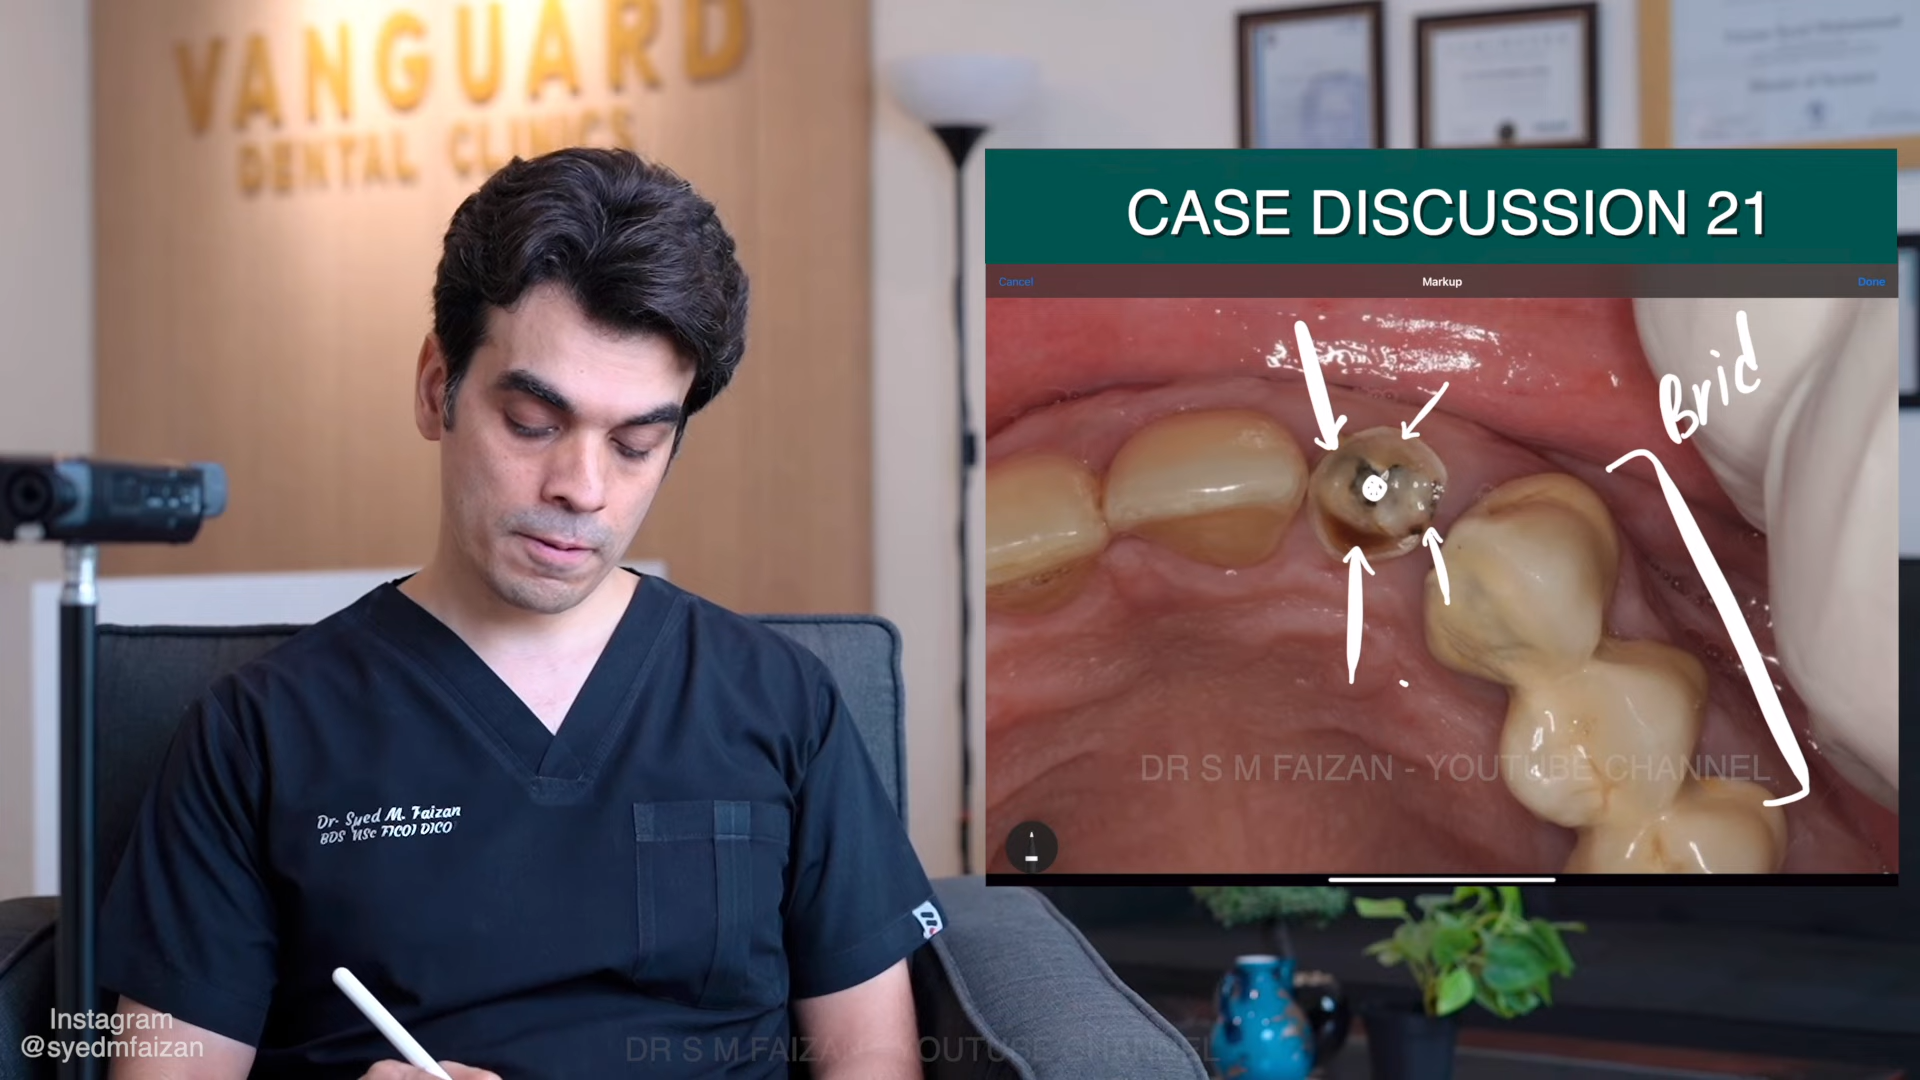 VANGUARD
DENTAL CLINICS
CASE DISCUSSION 21
Cancel
Markup
Done
Brid
DR S M FAIZAN - YOUTUBE CHANNEL
Dr. Syed M. Faizan
BDS MSc FICOI DICO
Instagram
@syedmfaizan
DR S M FAIZAN - YOUTUBE CHANNEL